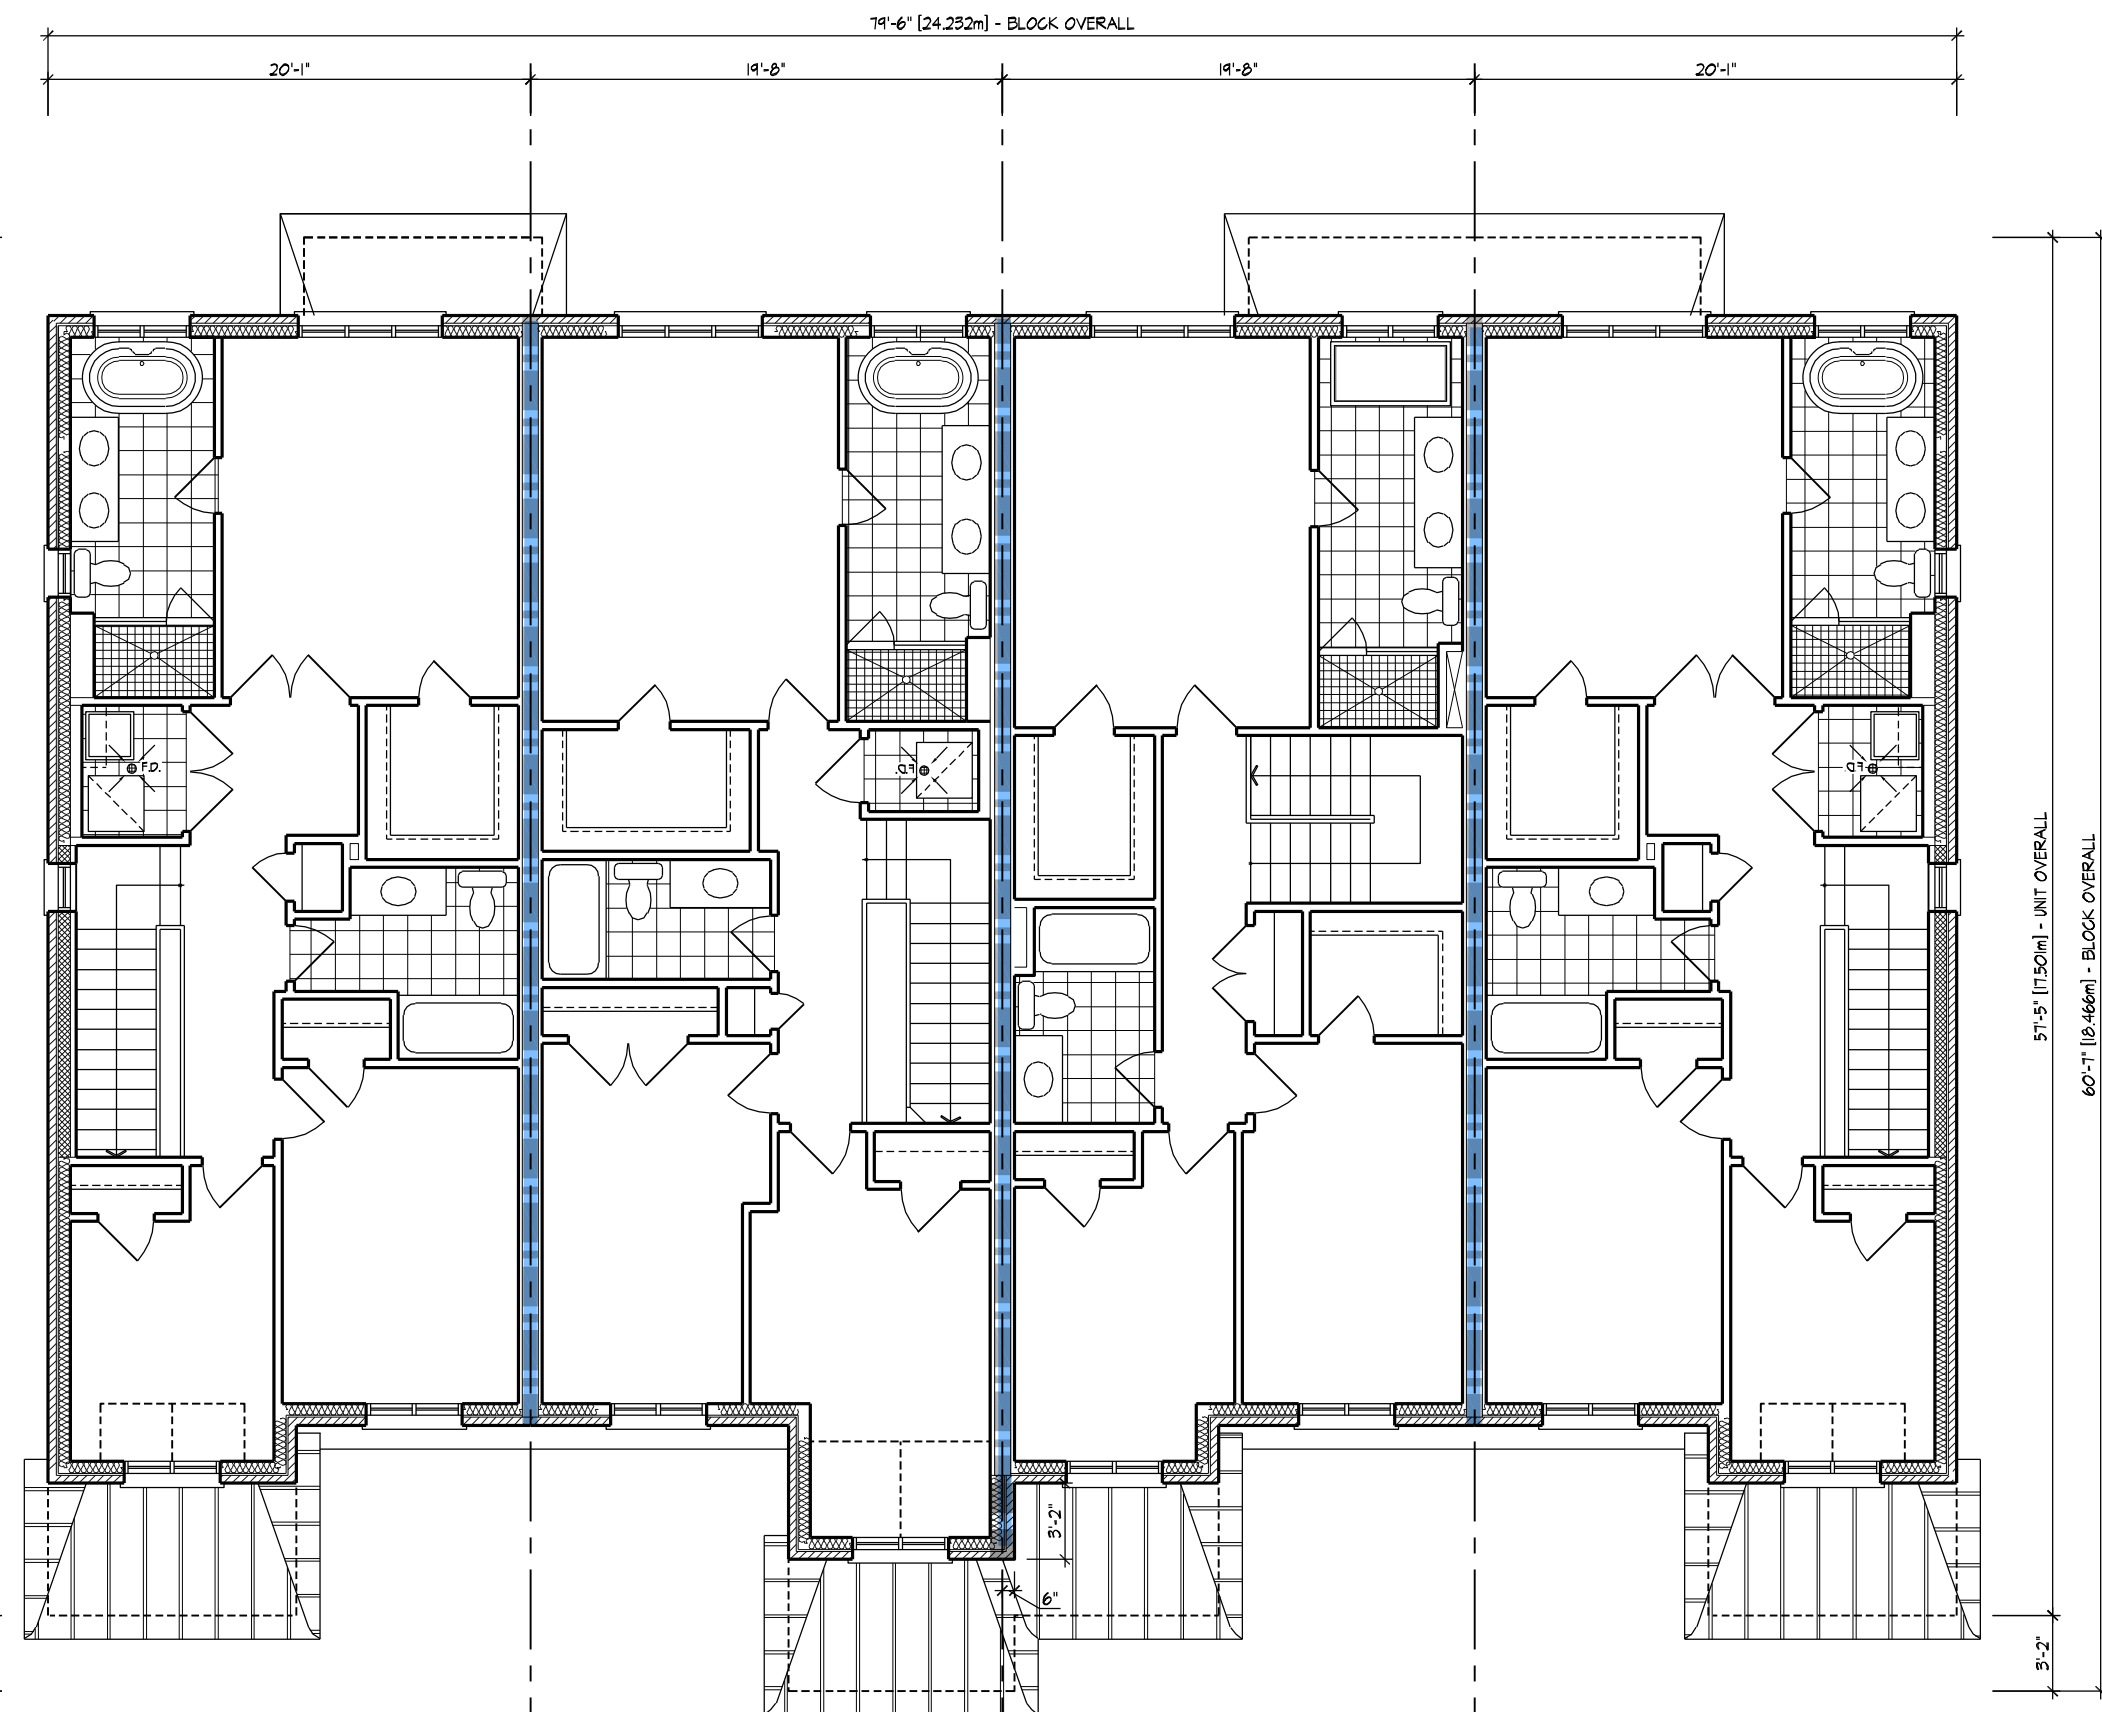 79'-6" [24.232m] - BLOCK OVERALL
20'-1"
19'-8"
19'-8"
20'-1"
F.D.
F.D.
F.D.
57'-5" [17.501m] - UNIT OVERALL
60'-7" [18.466m] - BLOCK OVERALL
3'-2"
6"
3'-2"